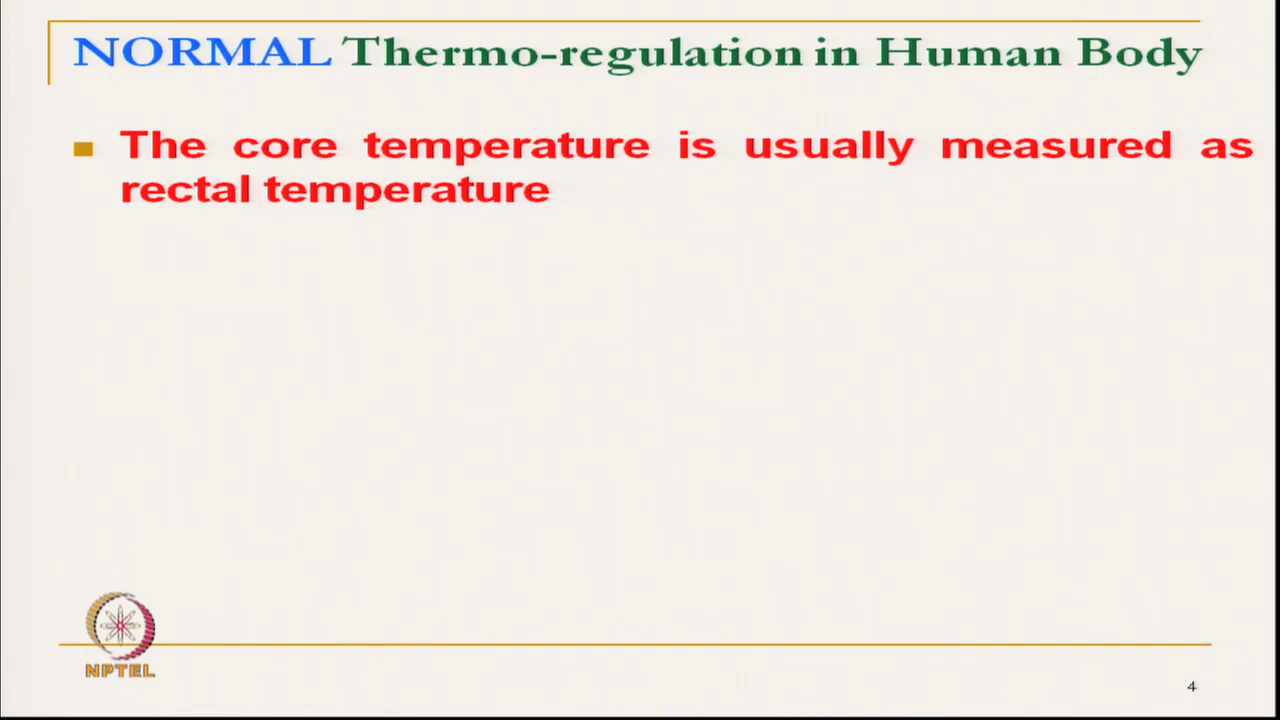 NORMAL Thermo-regulation in Human Body
The core temperature is usually measured as
rectal temperature
NPTEL
4